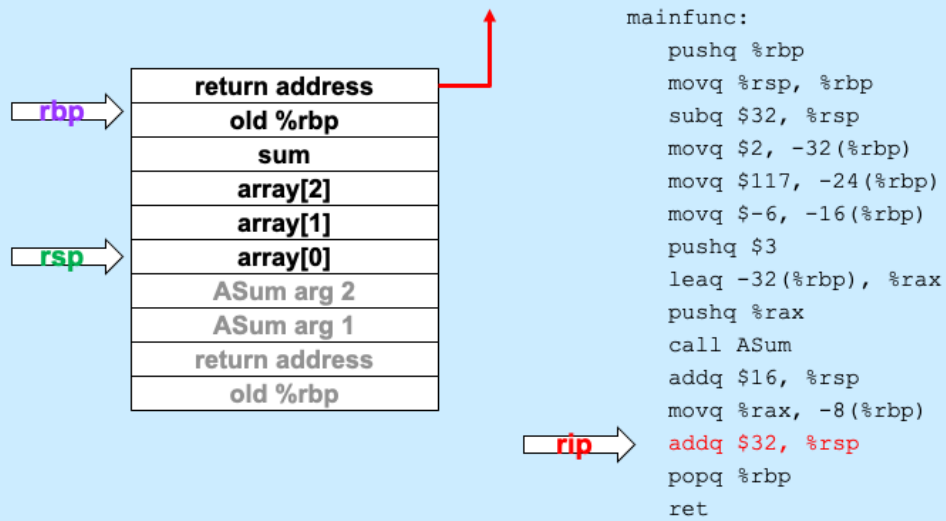 return address
rbp
old %rbp
sum
array[2]
array[1]
rsp
array[0]
ASum arg 2
ASum arg 1
return address
old %rbp
mainfunc:
pushq %rbp
movq %rsp, %rbp
subq $32, %rsp
movq $2, -32(%rbp)
movq $117, -24(%rbp)
movq $-6, -16(%rbp)
pushq $3
leaq -32(%rbp), %rax
pushq %rax
call ASum
addq $16, %rsp
movq %rax, -8(%rbp)
rip
addq $32, %rsp
popq %rbp
ret